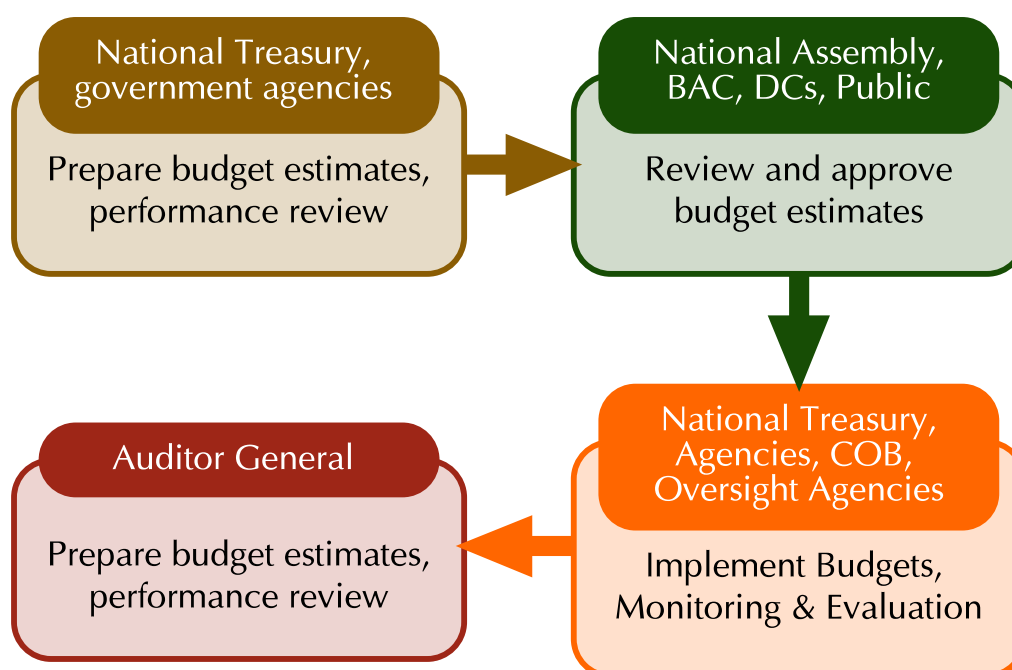 National Treasury,
government agencies
Prepare budget estimates,
performance review
National Assembly,
BAC, DCs, Public
Review and approve
budget estimates
National Treasury,
Agencies, COB,
Oversight Agencies
Implement Budgets,
Monitoring & Evaluation
Auditor General
Prepare budget estimates,
performance review